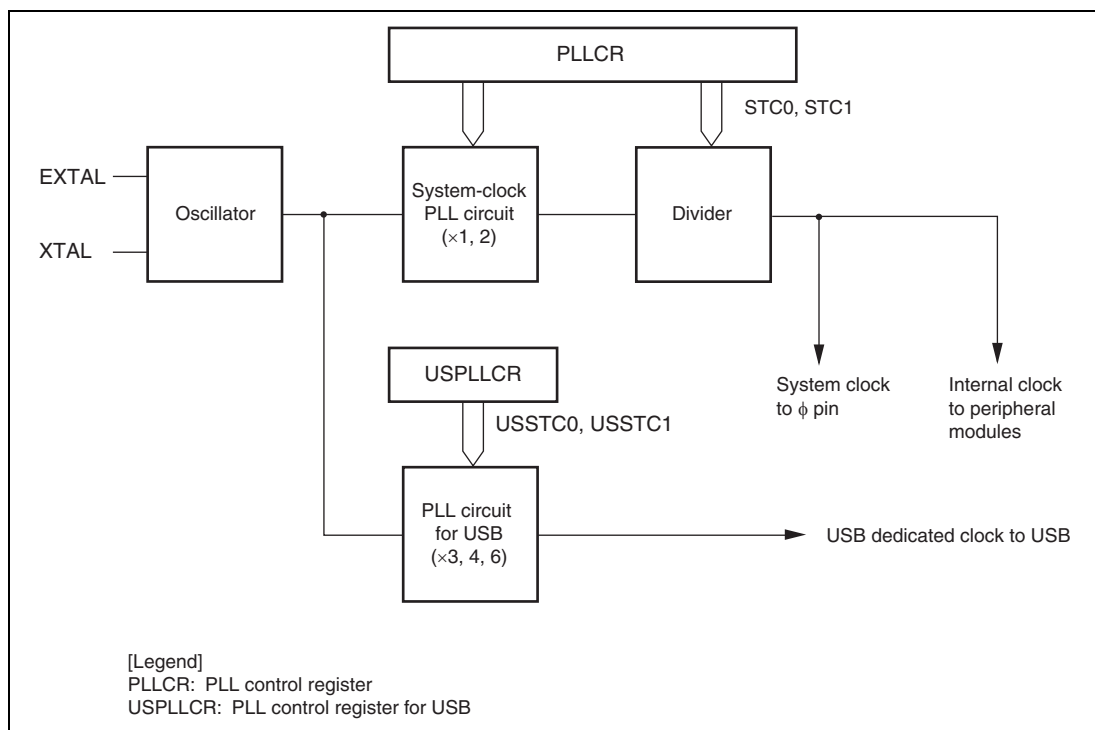 PLLCR
STC0, STC1
EXTAL
XTAL
Oscillator
System-clock
PLL circuit
(×1, 2)
Divider
USPLLCR
USSTC0, USSTC1
System clock
to ϕ pin
Internal clock
to peripheral
modules
PLL circuit
for USB
(×3, 4, 6)
USB dedicated clock to USB
[Legend]
PLLCR: PLL control register
USPLLCR: PLL control register for USB